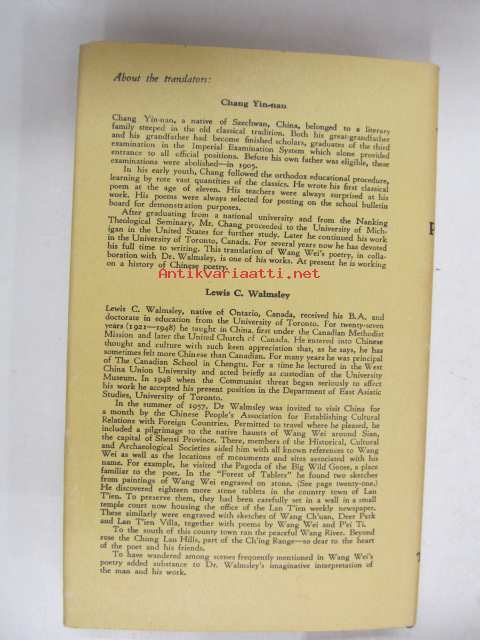 About the translators:
Chang Yin-nan
Chang Yin-nan, a native of Szechwan, China, belonged to a literary
family steeped in the old classical tradition. Both his great-grandfather
and his grandfather had become finished scholars, graduates of the third
examination in the Imperial Examination System which alone provided
entrance to all official positions. Before his own father was eligible, these
examinations were abolished—in 1905.
In his early youth, Chang followed the orthodox educational procedure,
learning by rote vast quantities of the classics. He wrote his first classical
poem at the age of eleven. His teachers were always surprised at his
work. His poems were always selected for posting on the school bulletin
board for demonstration purposes.
After graduating from a national university and from the Nanking
Theological Seminary, Mr. Chang proceeded to the University of Mich-
igan in the United States for further study. Later he continued his work
in the University of Toronto, Canada. For several years now he has devoted
his full time to writing. This translation of Wang Wei's poetry, in colla-
boration with Dr. Walmsley, is one of his works. At present he is working
on a history of Chinese poetry.
Antikvariaatti.net
Lewis C. Walmsley
Lewis C. Walmsley, native of Ontario, Canada, received his B.A. and
doctorate in education from the University of Toronto. For twenty-seven
years (1921—1948) he taught in China, first under the Canadian Methodist
Mission and later the United Church of Canada. He entered into Chinese
thought and culture with such keen appreciation that, as he says, he has
sometimes felt more Chinese than Canadian. For many years he was principal
of The Canadian School in Chengtu. For a time he lectured in the West
China Union University and acted briefly as custodian of the University
Museum. In 1948 when the Communist threat began seriously to affect
his work he accepted his present position in the Department of East Asiatic
Studies, University of Toronto.
In the summer of 1957, Dr Walmsley was invited to visit China for
a month by the Chinese People's Association for Establishing Cultural
Relations with Foreign Countries. Permitted to travel where he pleased, he
included a pilgrimage to the native haunts of Wang Wei around Sian,
the capital of Shensi Province. There, members of the Historical, Cultural
and Archaeological Societies aided him with all known references to Wang
Wei as well as the locations of monuments and sites associated with his
name. For example, he visited the Pagoda of the Big Wild Goose, a place
familiar to the poet. In the "Forest of Tablets" he found two sketches
from paintings of Wang Wei engraved on stone. (See page twenty-one.)
He discovered eighteen more stone tablets in the country town of Lan
T'ien. To preserve them, they had been carefully set in a wall in a small
temple court now housing the office of the Lan T'ien weekly newspaper.
These similarly were engraved with sketches of Wang Ch'uan, Deer Park
and Lan T'ien Villa, together with poems by Wang Wei and P'ei Ti.
To the south of this county town ran the peaceful Wang River. Beyond
rose the Chung Lan Hills, part of the Ch'ing Range—so dear to the heart
of the poet and his friends.
To have wandered among scenes frequently mentioned in Wang Wei's
poetry added substance to Dr. Walmsley's imaginative interpretation of
the man and his work.